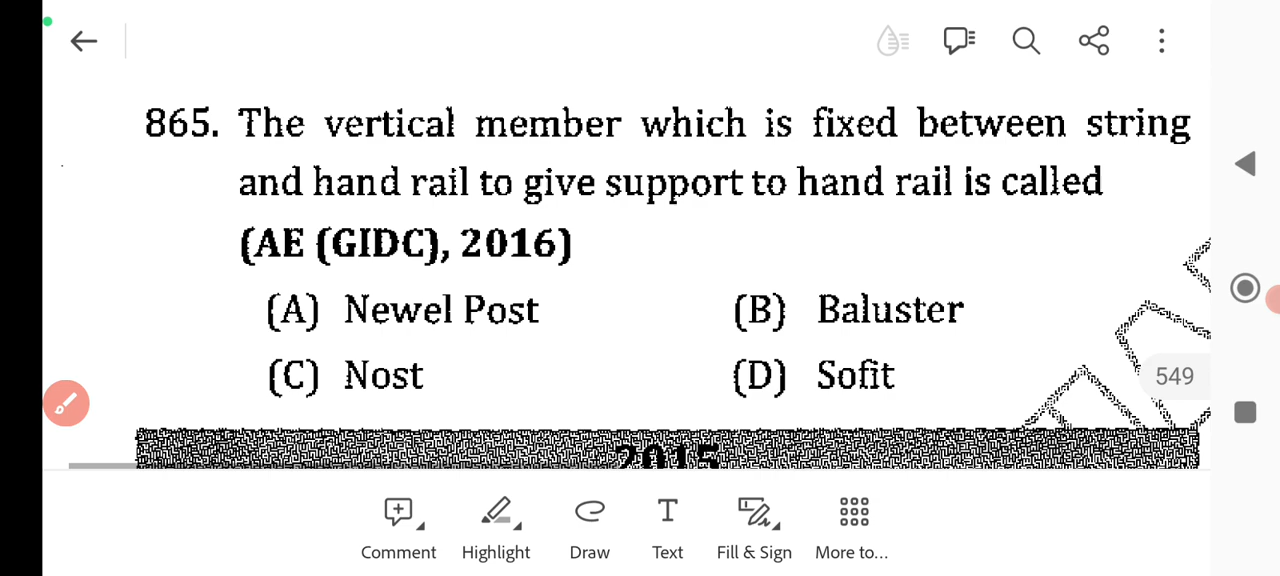 865. The vertical member which is fixed between string
and hand rail to give support to hand rail is called
(AE (GIDC), 2016)
(A) Newel Post (B) Baluster
(C) Nost (D) Sofit
549
2015
Comment Highlight Draw Text Fill & Sign More to...